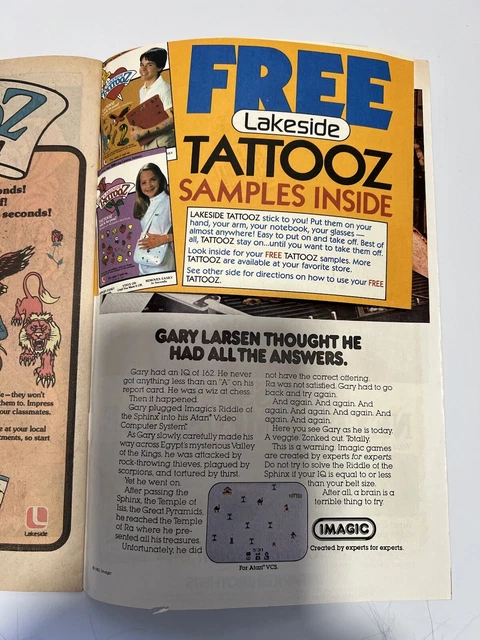 FREE
Lakeside
TATTOOZ
SAMPLES INSIDE
LAKESIDE TATTOOZ stick to you! Put them on your
hand, your arm, your notebook, your glasses —
almost anywhere! Easy to put on and take off. Best of
all, TATTOOZ stay on...until you want to take them off.
Look inside for your FREE TATTOOZ samples. More
TATTOOZ are available at your favorite store.
See other side for directions on how to use your FREE
TATTOOZ.
onds!
f!
seconds!
le – they won't
hem to. Impress
our classmates.
e at your local
tments, so start
Lakeside
GARY LARSEN THOUGHT HE
HAD ALL THE ANSWERS.
Gary had an IQ of 162. He never
got anything less than an "A" on his
report card. He was a wiz at chess.
Then it happened.
Gary plugged Imagic's Riddle of
the Sphinx into his Atari® Video
Computer System™
As Gary slowly, carefully made his
way across Egypt's mysterious Valley
of the Kings, he was attacked by
rock-throwing thieves, plagued by
scorpions, and tortured by thirst.
Yet he went on.
After passing the
Sphinx, the Temple of
Isis, the Great Pyramids,
he reached the Temple
of Ra where he pre-
sented all his treasures.
Unfortunately, he did
not have the correct offering.
Ra was not satisfied. Gary had to go
back and try again.
And again. And again. And
again. And again. And again. And
again. And again.
Here you see Gary as he is today.
A veggie. Zonked out. Totally.
This is a warning. Imagic games
are created by experts for experts.
Do not try to solve the Riddle of the
Sphinx if your IQ is equal to or less
than your belt size.
After all, a brain is a
terrible thing to fry.
IMAGIC
Created by experts for experts.
For Atari® VCS.